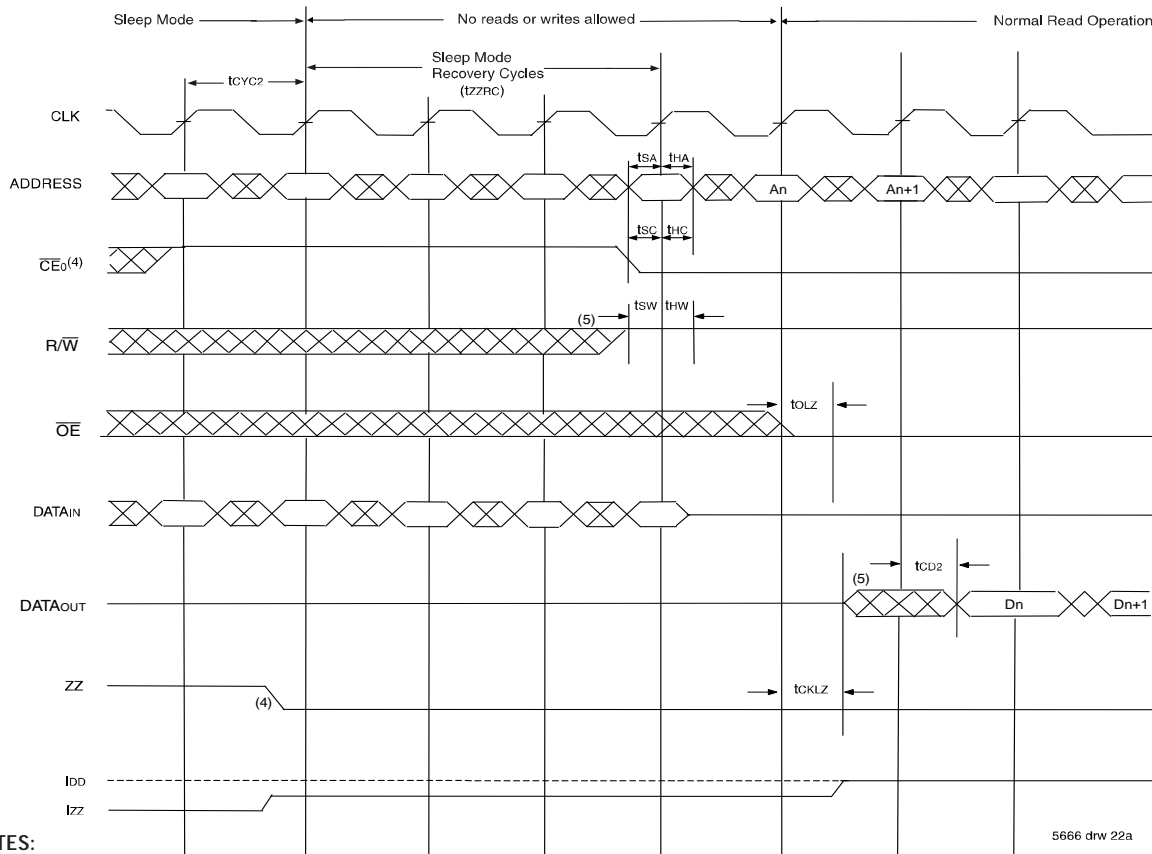 Sleep Mode No reads or writes allowed Normal Read Operation
Sleep Mode
Recovery Cycles
(tZZRC)
tCYC2
CLK
tSA tHA
ADDRESS An An+1
tSC tHC
CE0(4)
tSW tHW
(5)
R/W
tOLZ
OE
DATAIN
(5) tCD2
DATAOUT Dn Dn+1
ZZ
(4)
tCKLZ
IDD
IZZ
5666 drw 22a
TES: